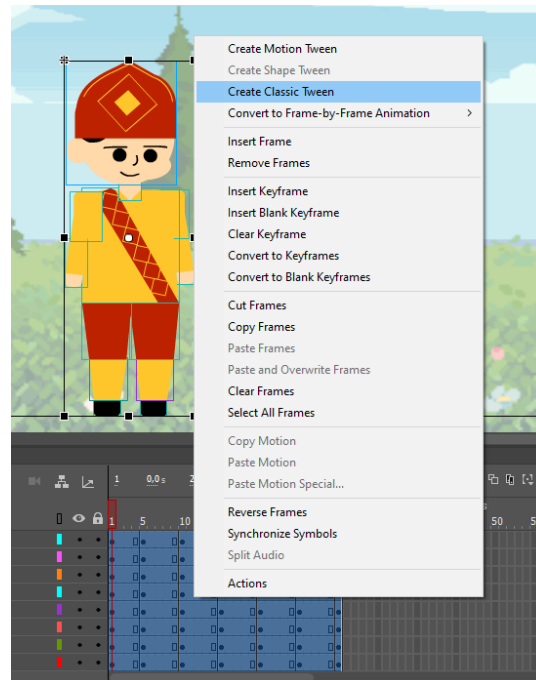 Create Motion Tween
Create Shape Tween
Create Classic Tween
Convert to Frame-by-Frame Animation
Insert Frame
Remove Frames
Insert Keyframe
Insert Blank Keyframe
Clear Keyframe
Convert to Keyframes
Convert to Blank Keyframes
Cut Frames
Copy Frames
Paste Frames
Paste and Overwrite Frames
Clear Frames
Select All Frames
Copy Motion
Paste Motion
Paste Motion Special...
Reverse Frames
Synchronize Symbols
Split Audio
Actions
1 0,0 s 2
1 5 10 50 5